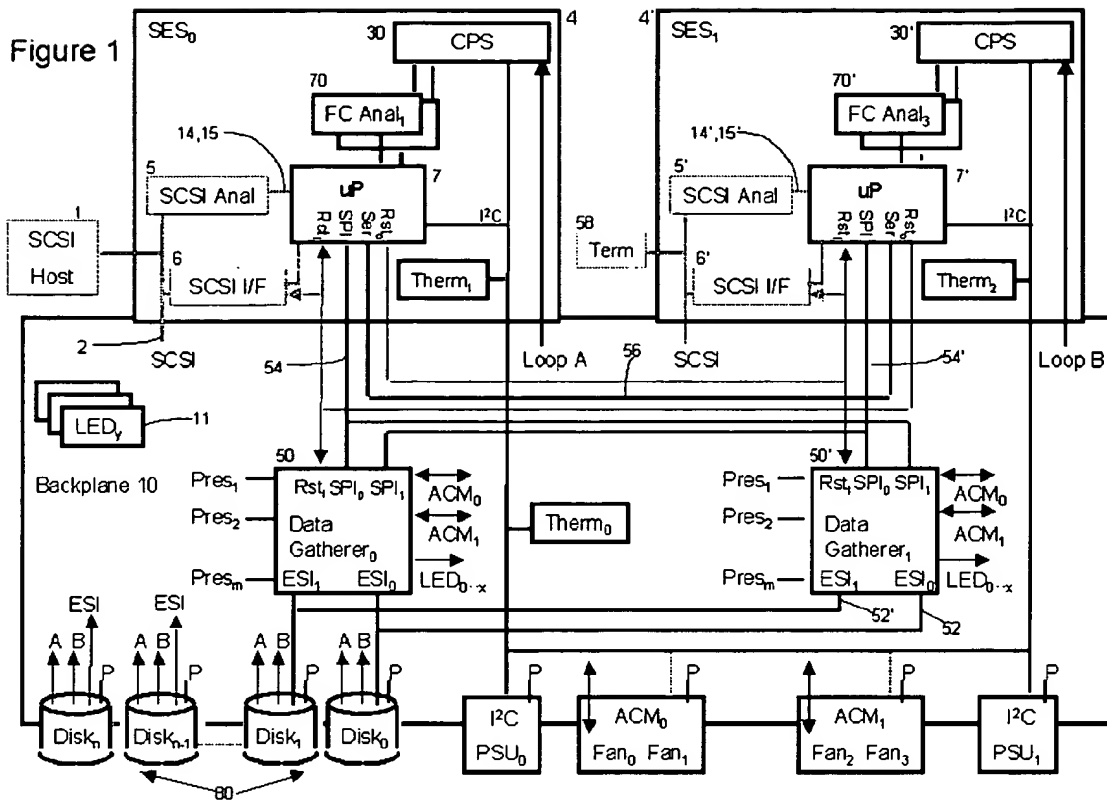 Figure 1
SES0
4
30
CPS
70
FC Anal1
14,15
5
SCSI Anal
7
uP
Rst1 SPI Ser Rst0
I2C
1
SCSI
Host
6
SCSI I/F
Therm1
2
SCSI
54
Loop A
4'
SES1
30'
CPS
70'
FC Anal3
14',15'
5'
SCSI Anal
7'
uP
Rst1 SPI Ser Rst0
I2C
58
Term
6'
SCSI I/F
Therm2
SCSI
56
54'
Loop B
LEDy
11
Backplane 10
50
Pres1
Pres2
Presm
Rst1 SPI0 SPI1
Data
Gatherer0
ESI1 ESI0
ACM0
ACM1
LED0...x
Therm0
50'
Pres1
Pres2
Presm
Rst1 SPI0 SPI1
Data
Gatherer1
ESI1 ESI0
ACM0
ACM1
LED0...x
52'
52
A B ESI P
Diskn
A B ESI P
Diskn-1
A B P
Disk1
A B P
Disk0
80
P
I2C
PSU0
P
ACM0
Fan0 Fan1
P
ACM1
Fan2 Fan3
P
I2C
PSU1